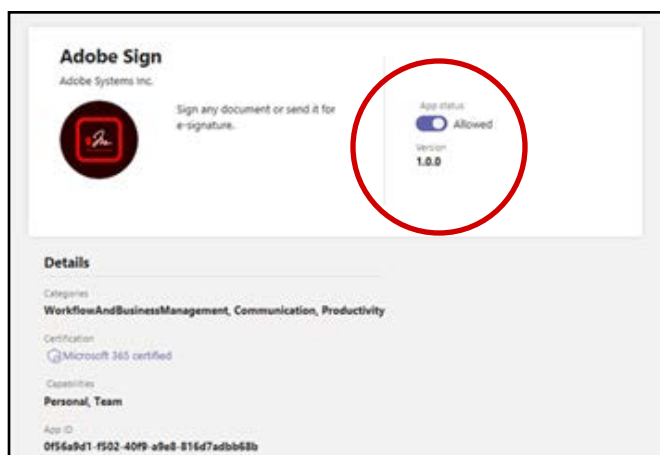 Adobe Sign
Adobe Systems Inc.
Sign any document or send it for
e-signature.
App status
Allowed
Version
1.0.0
Details
Categories
WorkflowAndBusinessManagement, Communication, Productivity
Certification
Microsoft 365 certified
Capabilities
Personal, Team
App ID
0f56a9d1-f502-40f9-a9e8-816d7adbb68b